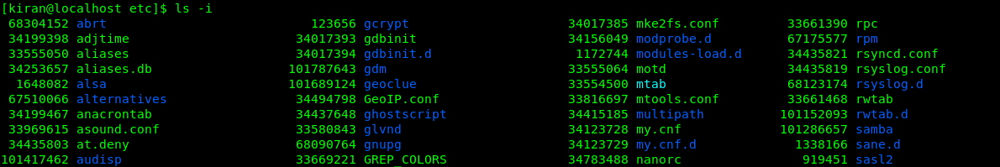 [kiran@localhost etc]$ ls -i
68304152 abrt 123656 gcrypt 34017385 mke2fs.conf 33661390 rpc
34199398 adjtime 34017393 gdbinit 34156049 modprobe.d 67175577 rpm
33555050 aliases 34017394 gdbinit.d 1172744 modules-load.d 34435821 rsyncd.conf
34253657 aliases.db 101787643 gdm 33555064 motd 34435819 rsyslog.conf
1648082 alsa 101689124 geoclue 33554500 mtab 68123174 rsyslog.d
67510066 alternatives 34494798 GeoIP.conf 33816697 mtools.conf 33661468 rwtab
34199467 anacrontab 34437648 ghostscript 34415185 multipath 101152093 rwtab.d
33969615 asound.conf 33580843 glvnd 34123728 my.cnf 101286657 samba
34435803 at.deny 68090764 gnupg 34123729 my.cnf.d 1338166 sane.d
101417462 audisp 33669221 GREP_COLORS 34783488 nanorc 919451 sasl2